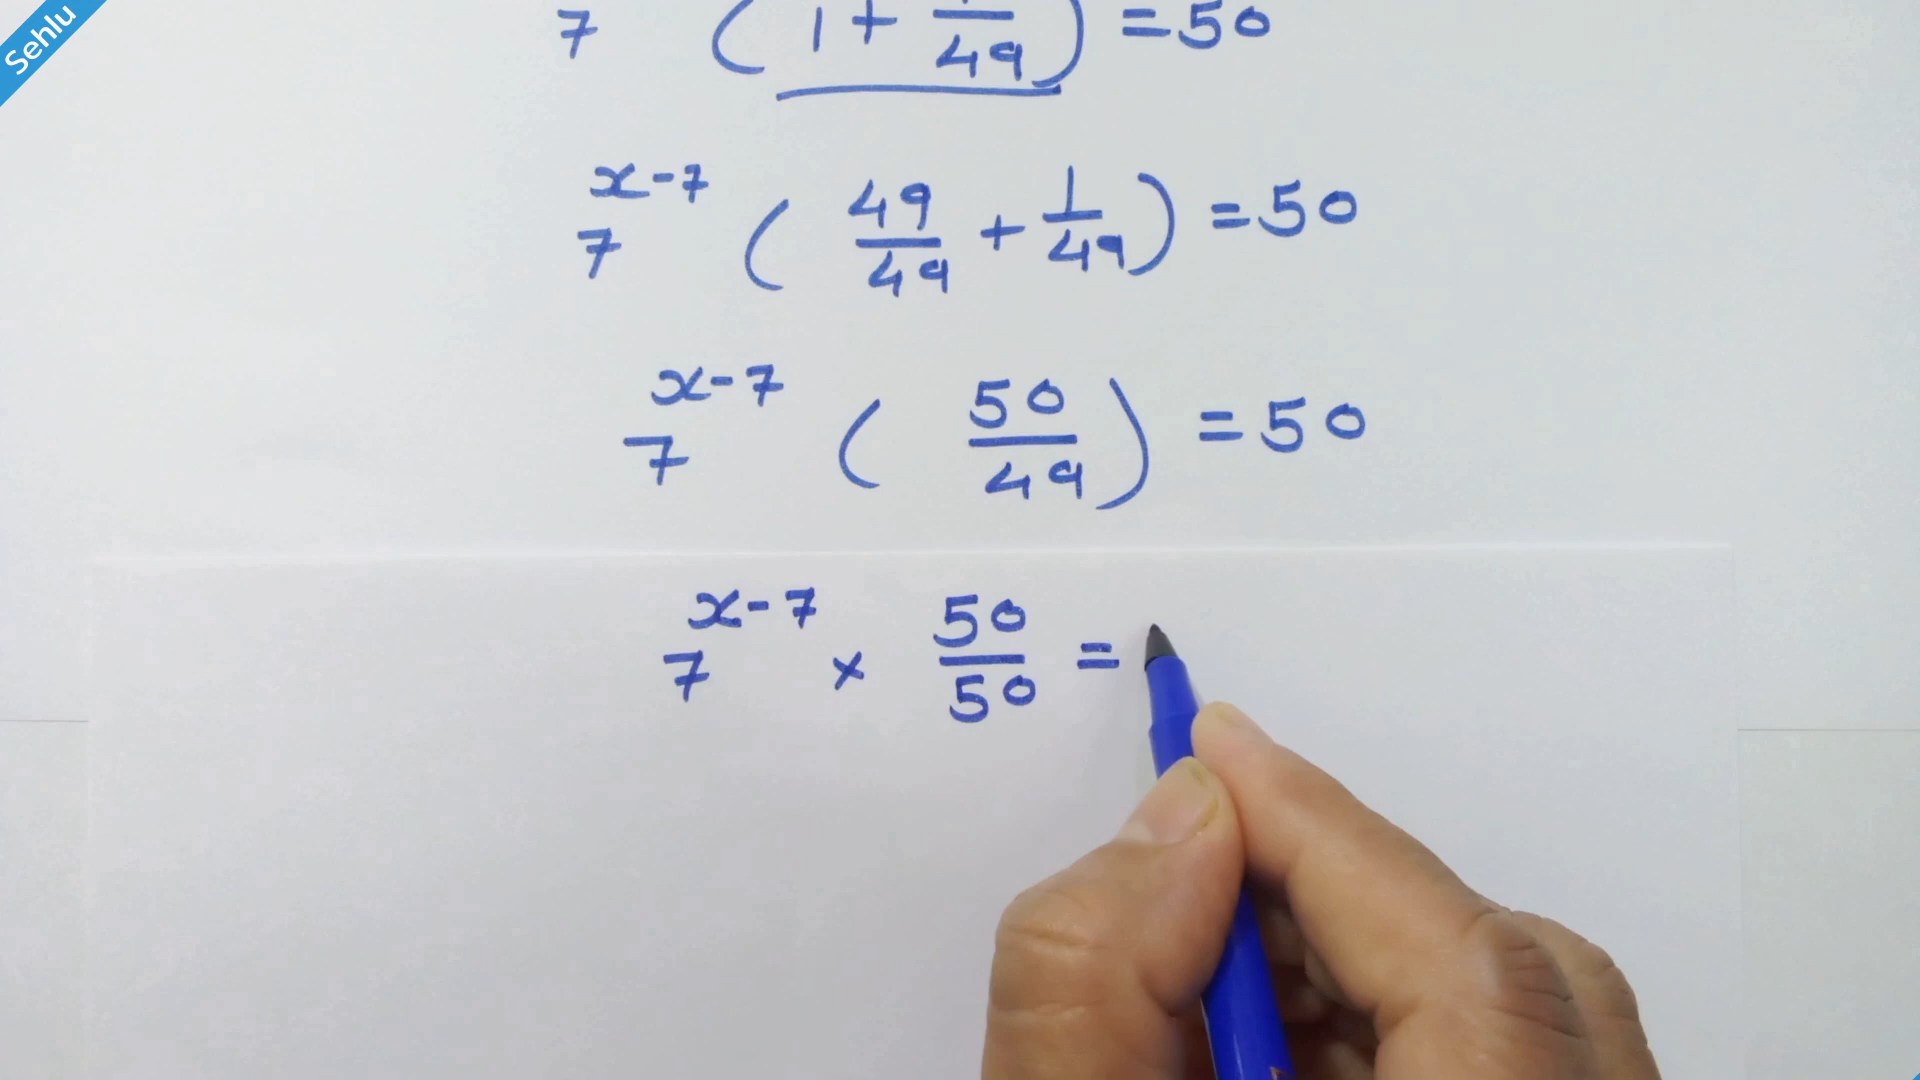 Sehlu
7 (1 + 1/49) = 50
7^(x-7) (49/49 + 1/49) = 50
7^(x-7) (50/49) = 50
7^(x-7) × 50/50 =